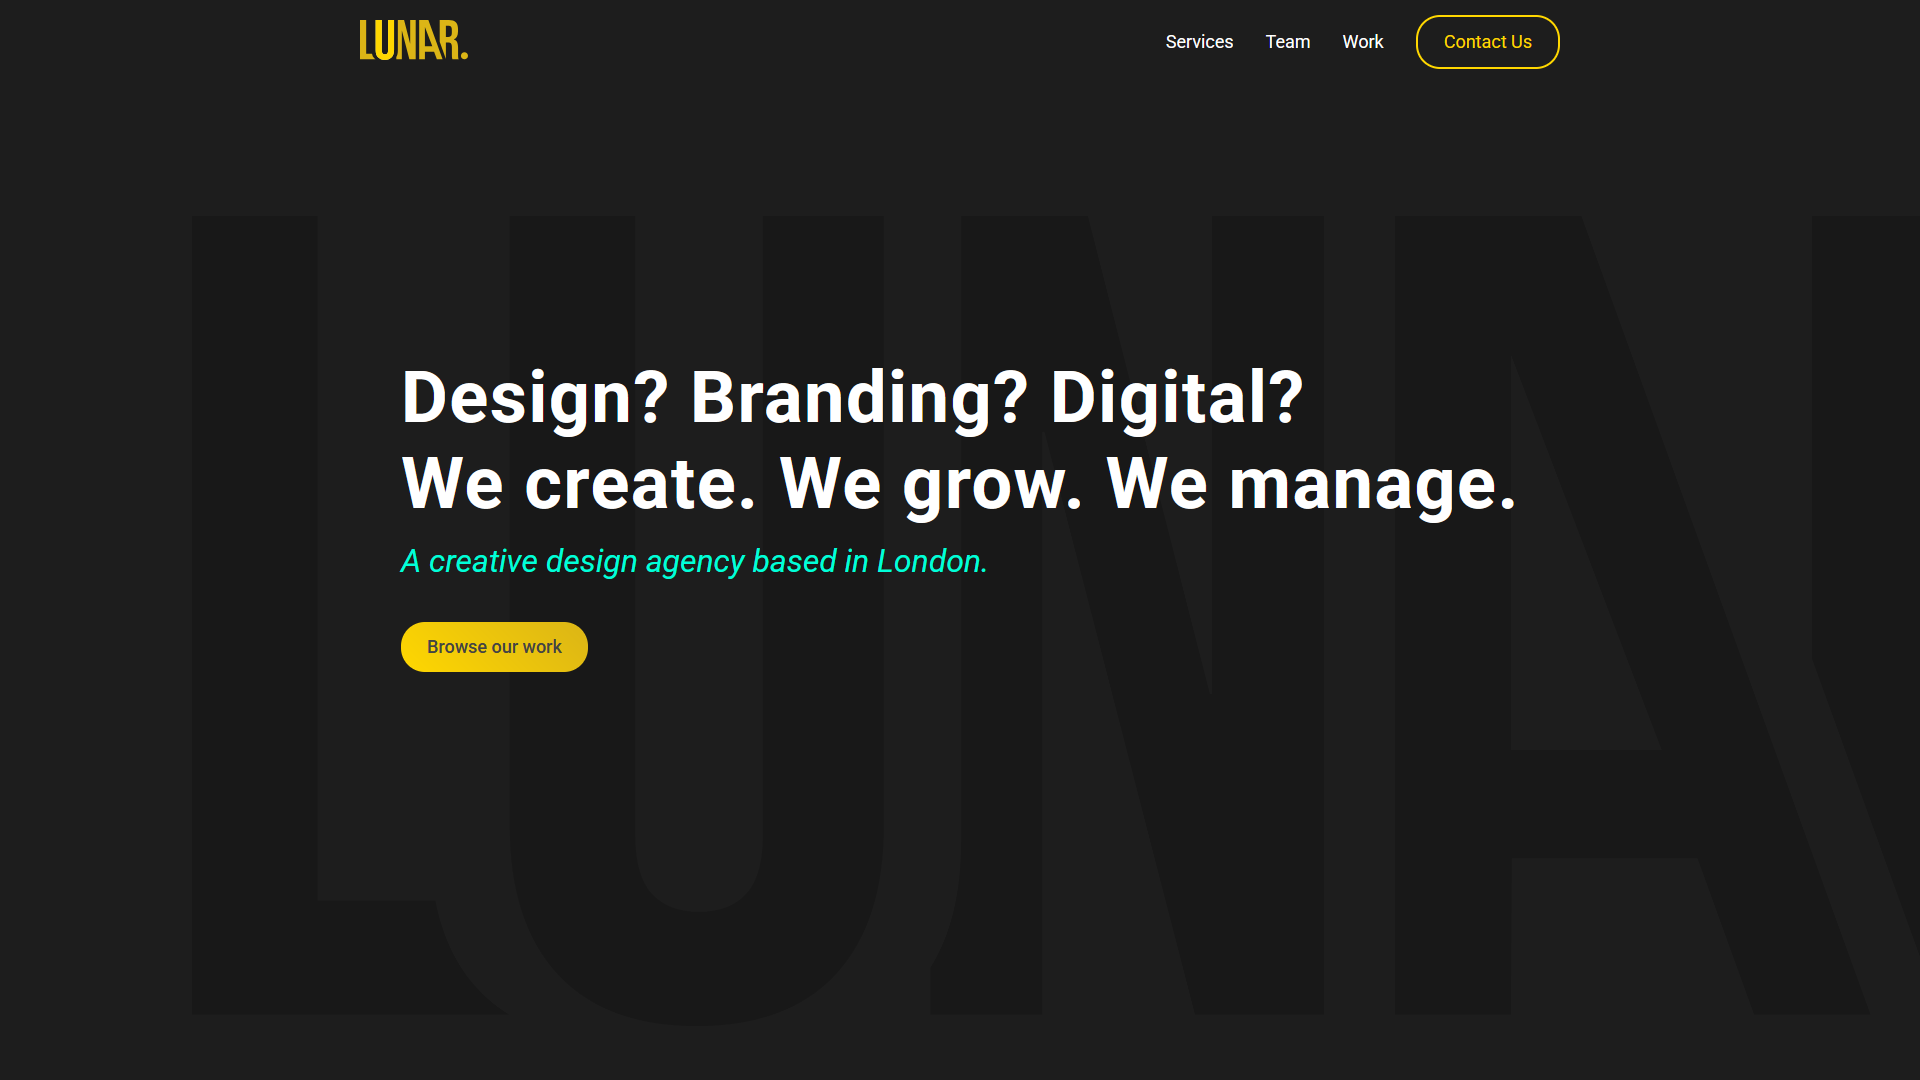 LUNAR.
Services Team Work Contact Us
Design? Branding? Digital?
We create. We grow. We manage.
A creative design agency based in London.
Browse our work
LUNA